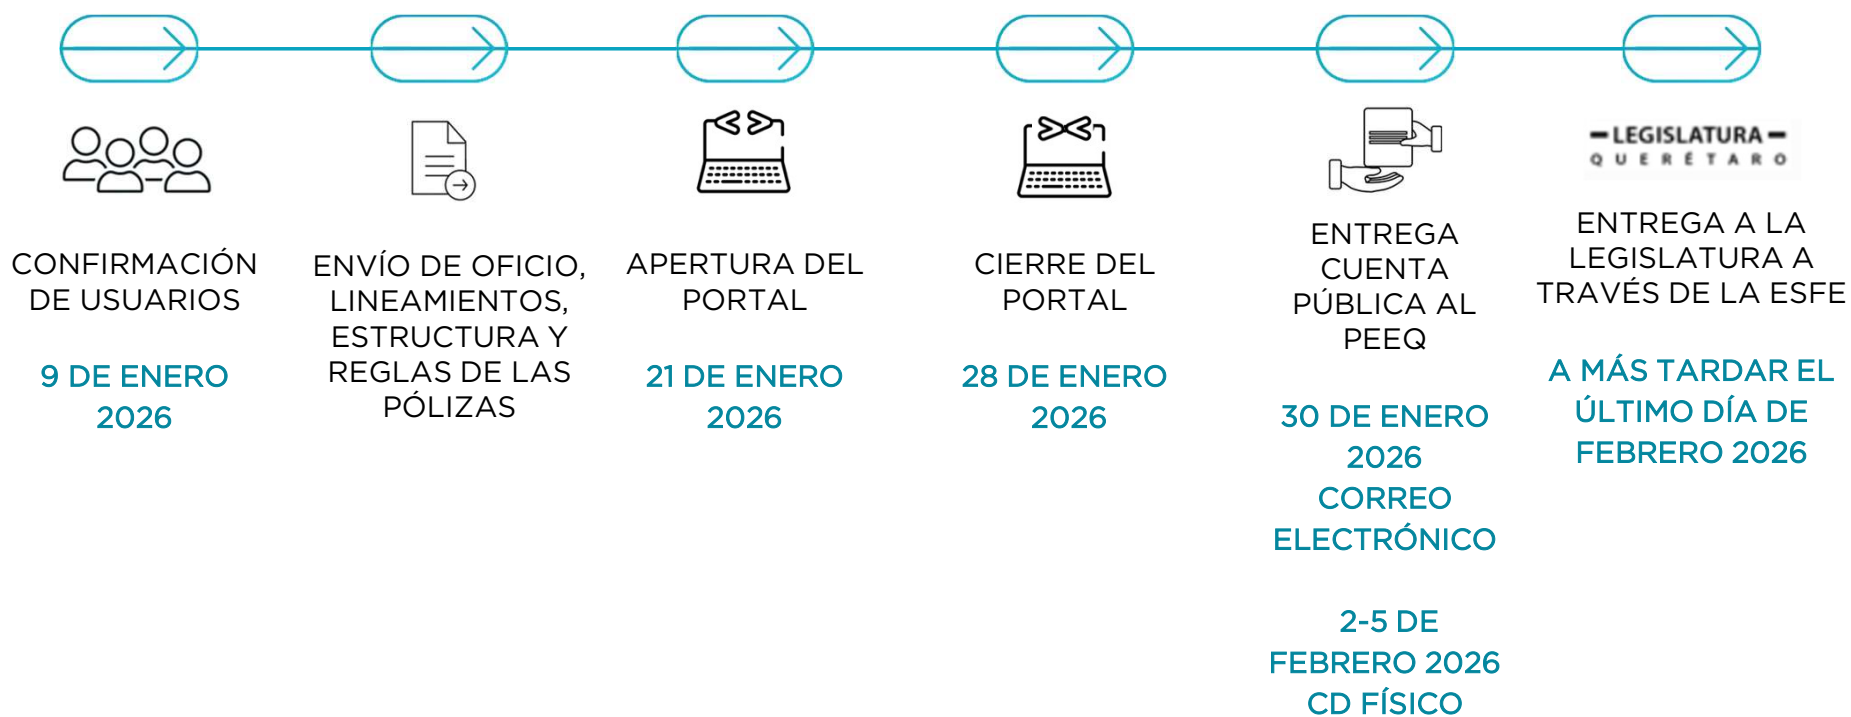 CONFIRMACIÓN
DE USUARIOS
9 DE ENERO
2026
ENVÍO DE OFICIO,
LINEAMIENTOS,
ESTRUCTURA Y
REGLAS DE LAS
PÓLIZAS
APERTURA DEL
PORTAL
21 DE ENERO
2026
CIERRE DEL
PORTAL
28 DE ENERO
2026
ENTREGA
CUENTA
PÚBLICA AL
PEEQ
30 DE ENERO
2026
CORREO
ELECTRÓNICO
2-5 DE
FEBRERO 2026
CD FÍSICO
LEGISLATURA
QUERÉTARO
ENTREGA A LA
LEGISLATURA A
TRAVÉS DE LA ESFE
A MÁS TARDAR EL
ÚLTIMO DÍA DE
FEBRERO 2026